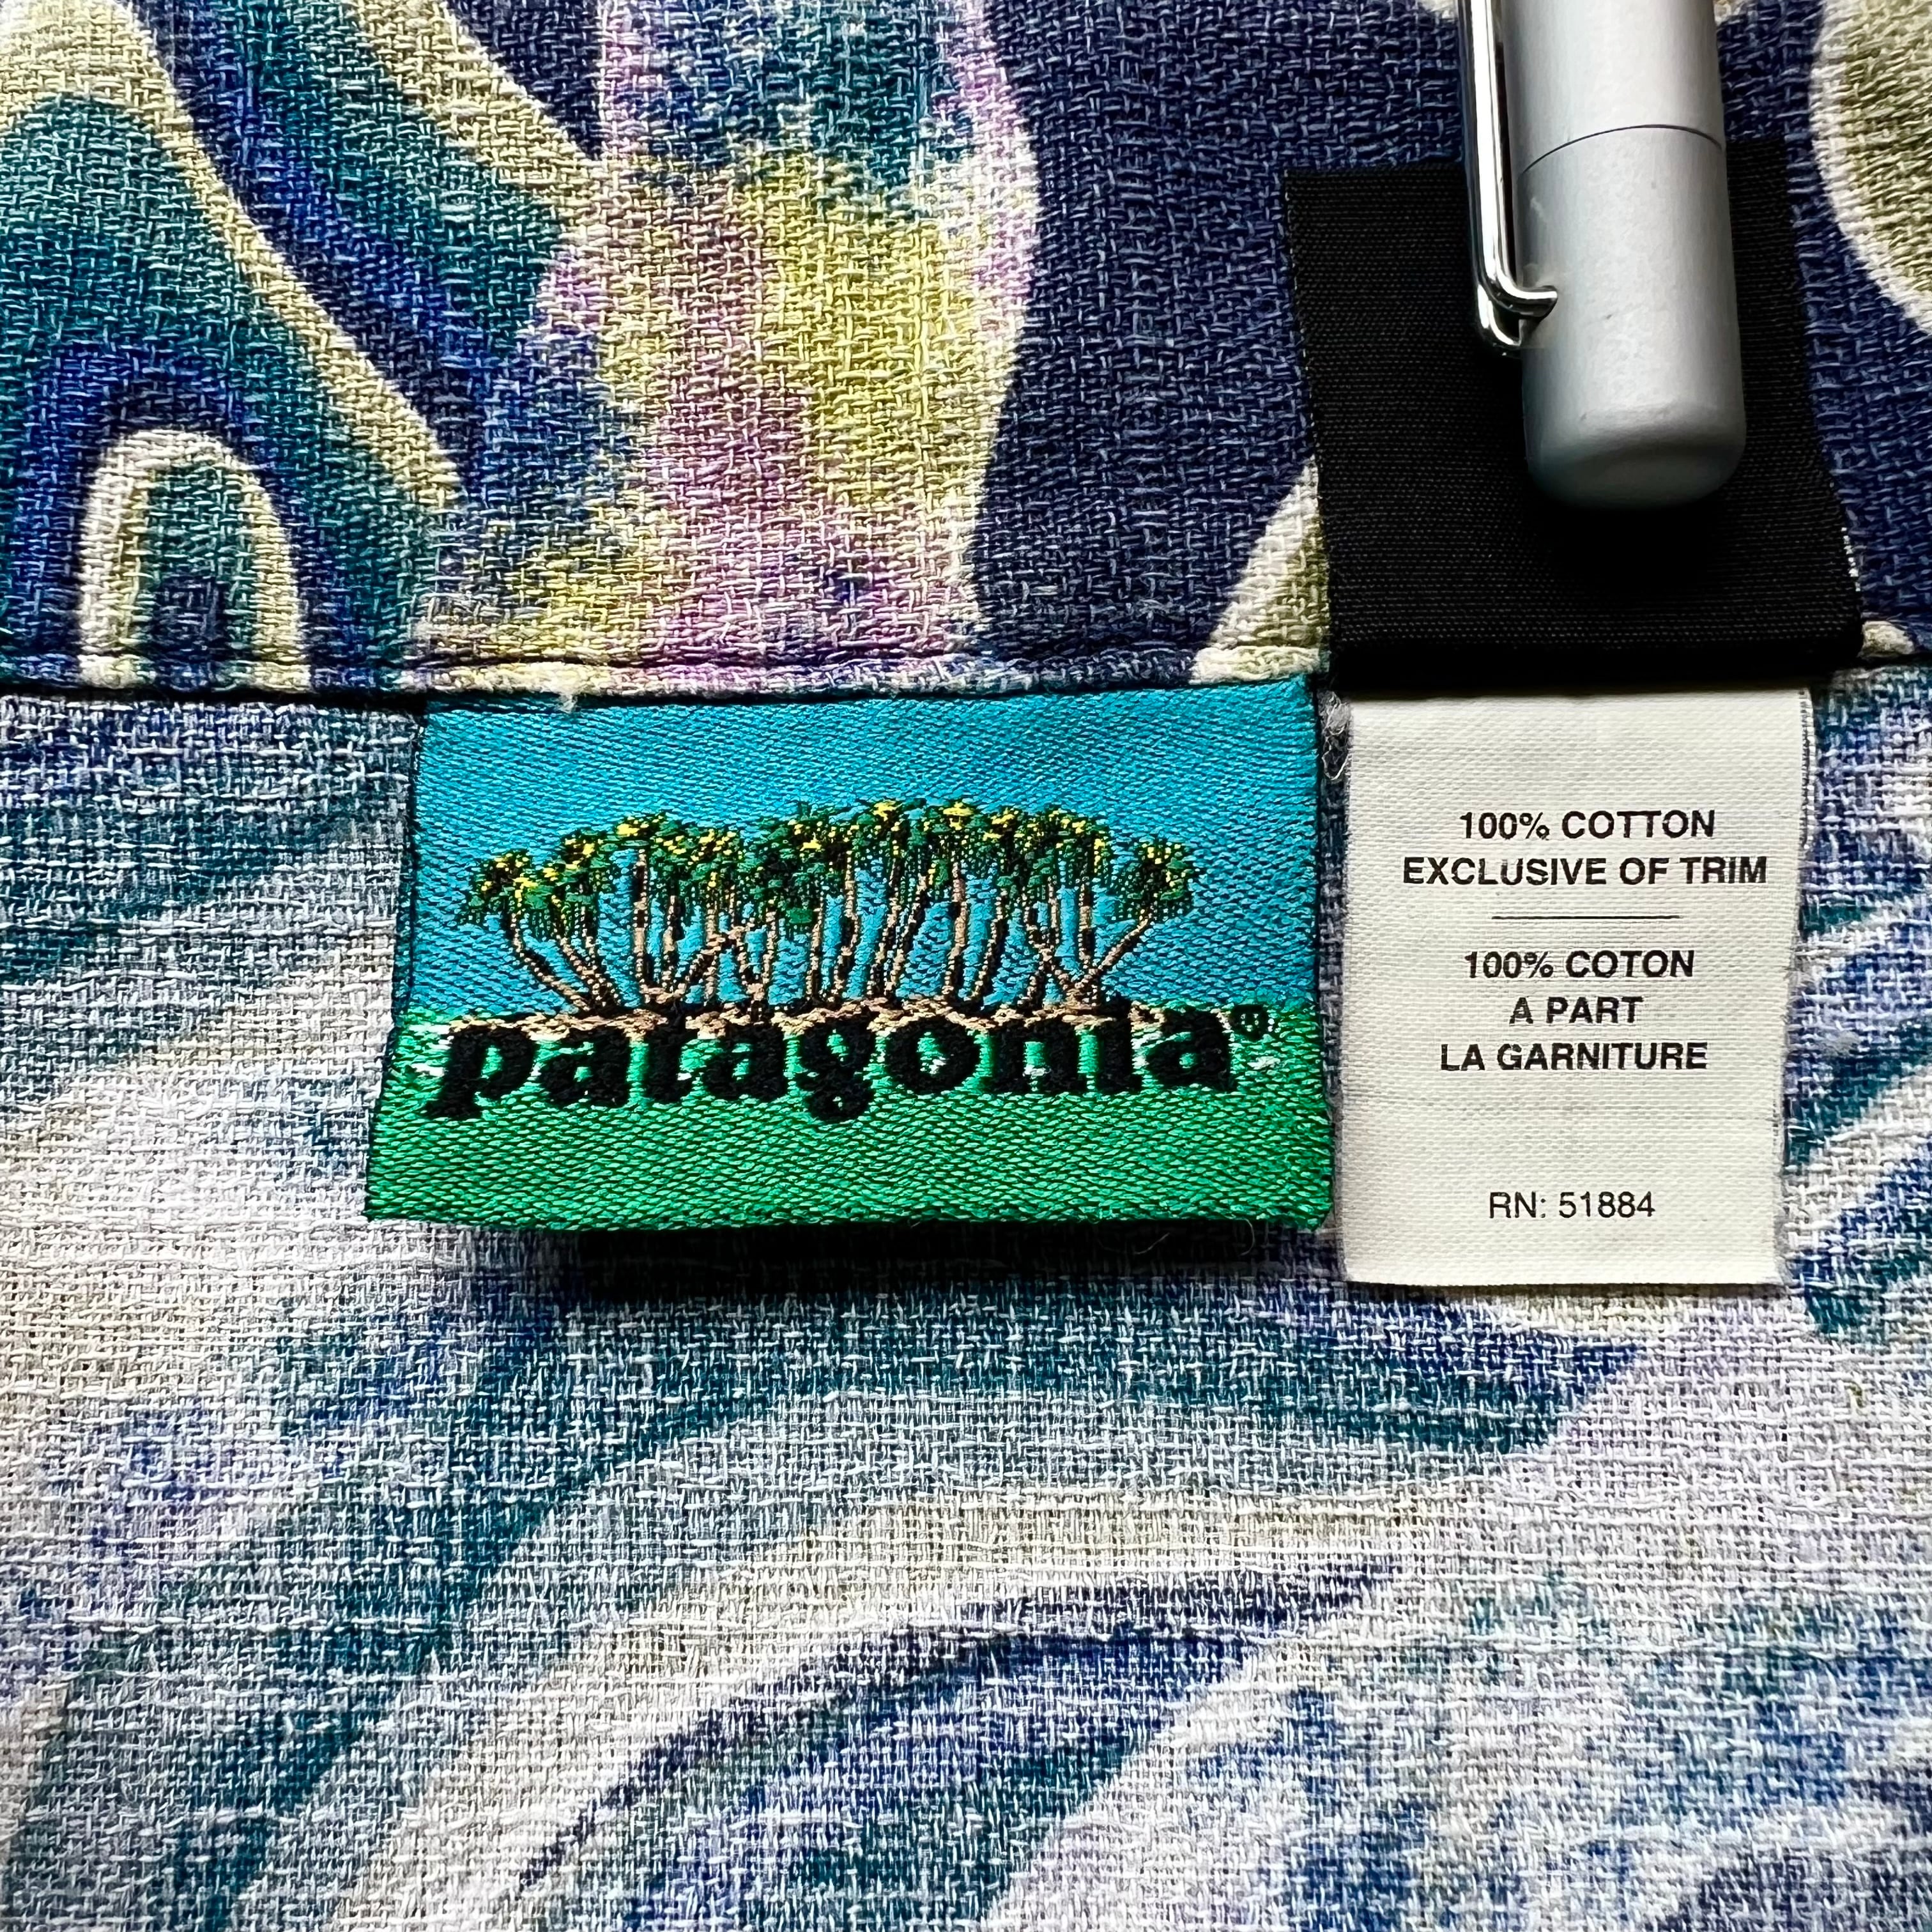 patagonia®
100% COTTON
EXCLUSIVE OF TRIM
100% COTON
A PART
LA GARNITURE
RN: 51884